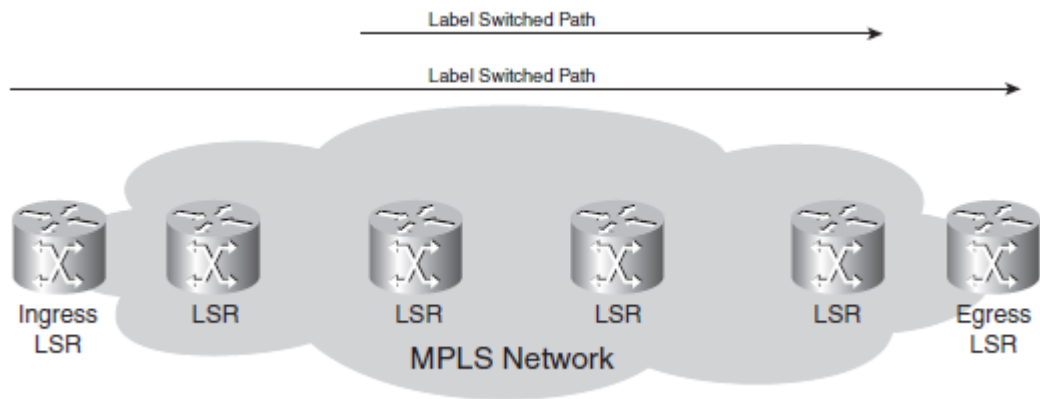 Label Switched Path
Label Switched Path
Ingress
LSR
LSR
LSR
LSR
LSR
Egress
LSR
MPLS Network